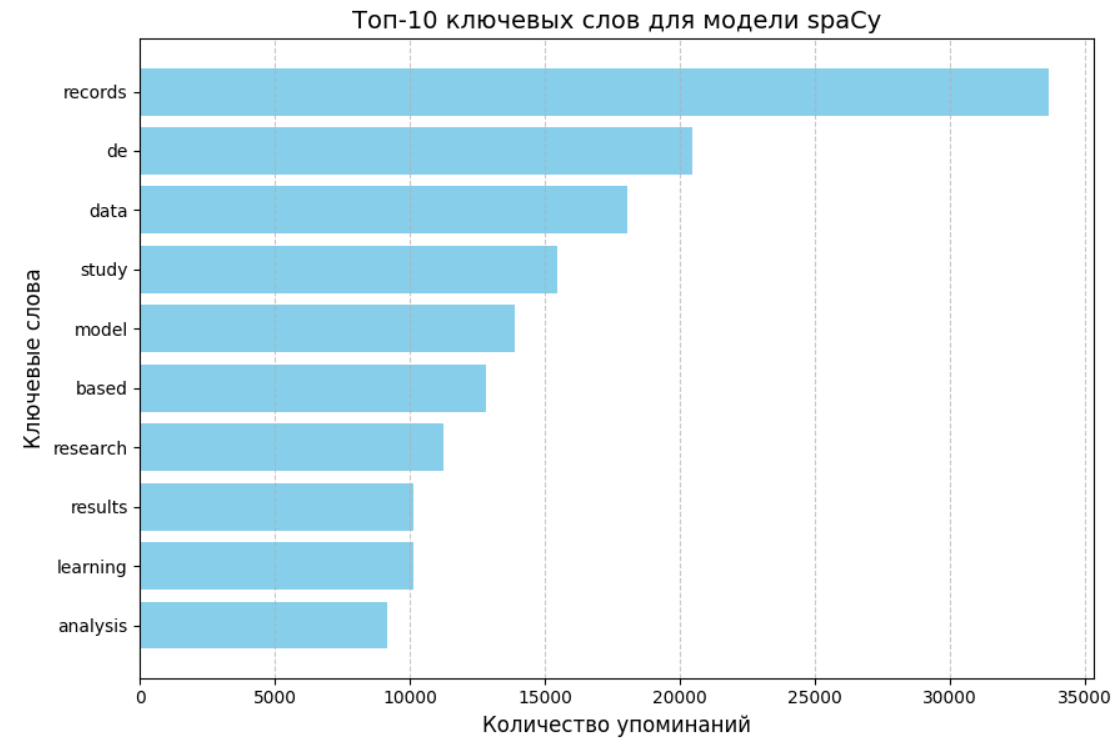 Топ-10 ключевых слов для модели spaCy
Ключевые слова
records
de
data
study
model
based
research
results
learning
analysis
0 5000 10000 15000 20000 25000 30000 35000
Количество упоминаний